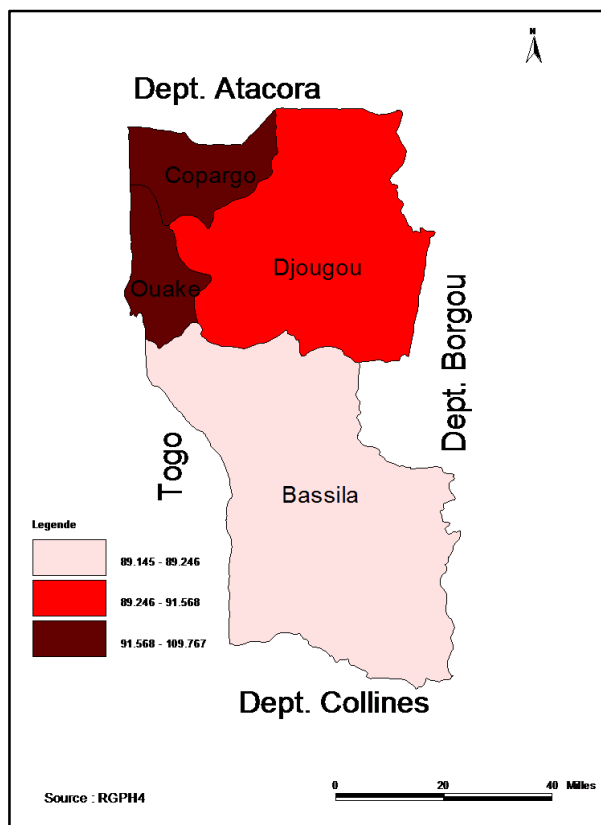 N
Dept. Atacora
Copargo
Djougou
Ouake
Dept. Borgou
Togo
Bassila
Legende
89.145 - 89.246
89.246 - 91.568
91.568 - 109.767
Dept. Collines
Source : RGPH4
0 20 40 Milles